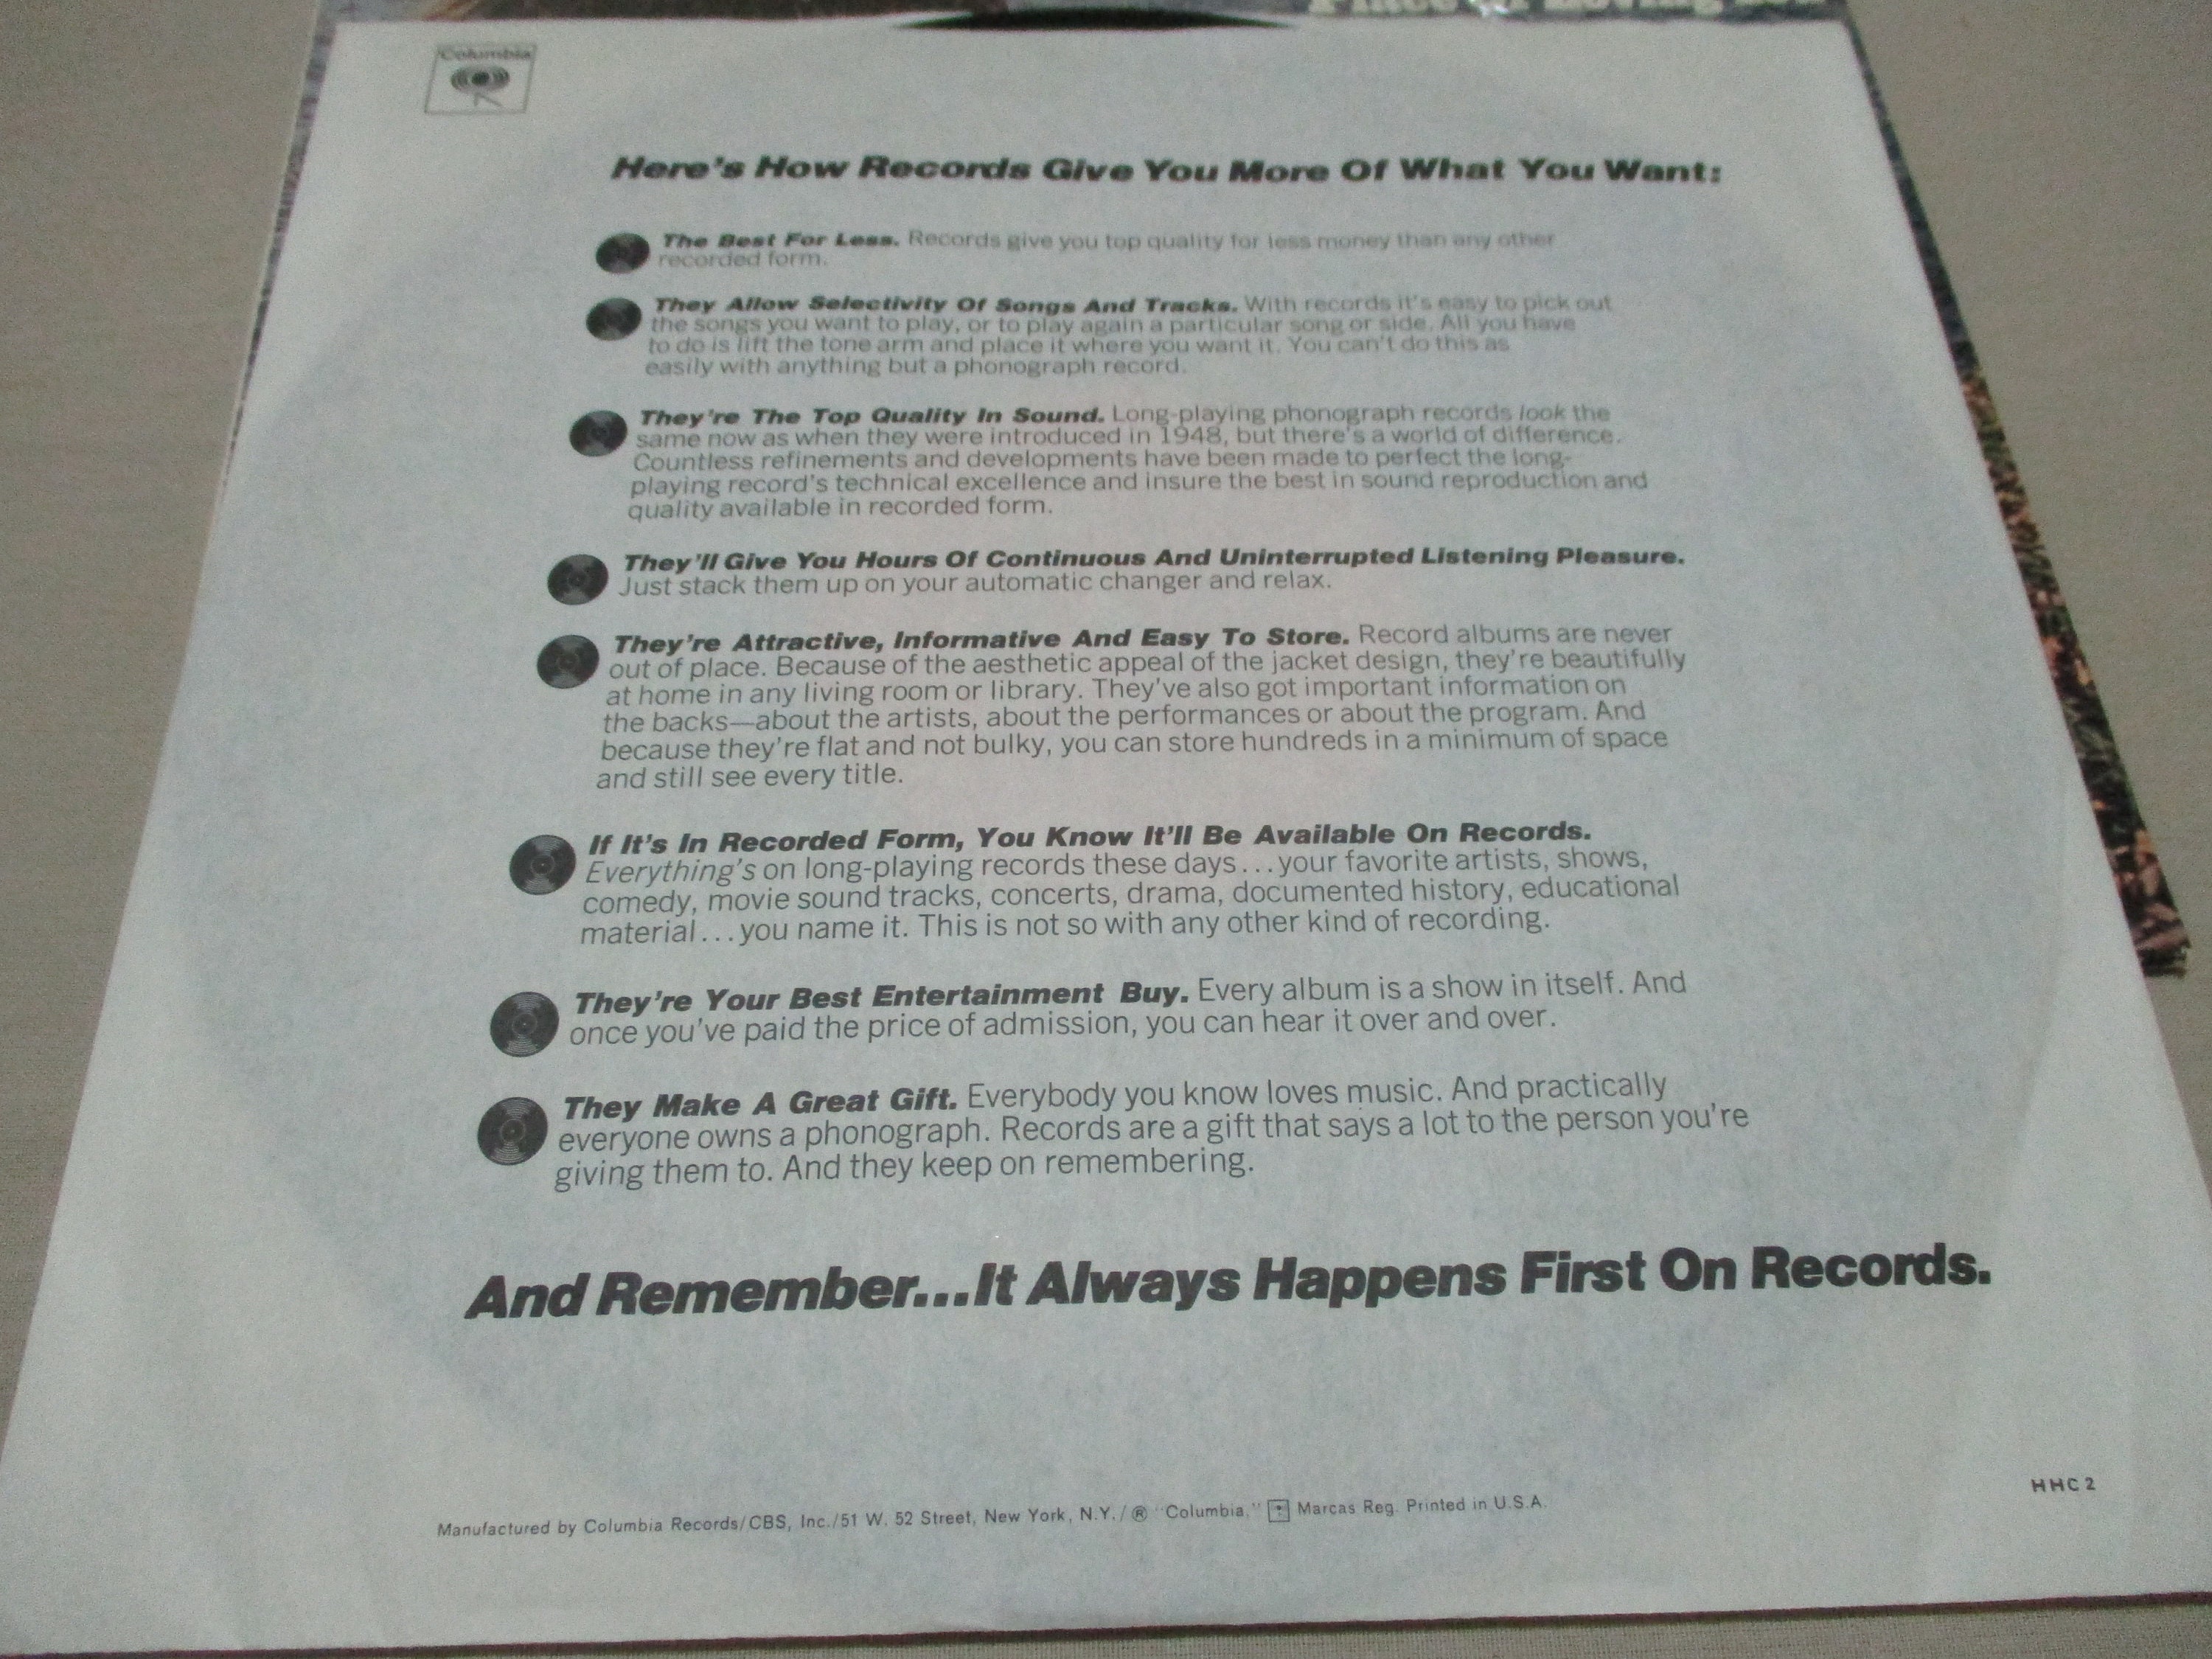 Place Of Loving
Columbia
Here's How Records Give You More Of What You Want:
The Best For Less. Records give you top quality for less money than any other
recorded form.
They Allow Selectivity Of Songs And Tracks. With records it's easy to pick out
the songs you want to play, or to play again a particular song or side. All you have
to do is lift the tone arm and place it where you want it. You can't do this as
easily with anything but a phonograph record.
They're The Top Quality In Sound. Long-playing phonograph records look the
same now as when they were introduced in 1948, but there's a world of difference.
Countless refinements and developments have been made to perfect the long-
playing record's technical excellence and insure the best in sound reproduction and
quality available in recorded form.
They'll Give You Hours Of Continuous And Uninterrupted Listening Pleasure.
Just stack them up on your automatic changer and relax.
They're Attractive, Informative And Easy To Store. Record albums are never
out of place. Because of the aesthetic appeal of the jacket design, they're beautifully
at home in any living room or library. They've also got important information on
the backs—about the artists, about the performances or about the program. And
because they're flat and not bulky, you can store hundreds in a minimum of space
and still see every title.
If It's In Recorded Form, You Know It'll Be Available On Records.
Everything's on long-playing records these days...your favorite artists, shows,
comedy, movie sound tracks, concerts, drama, documented history, educational
material...you name it. This is not so with any other kind of recording.
They're Your Best Entertainment Buy. Every album is a show in itself. And
once you've paid the price of admission, you can hear it over and over.
They Make A Great Gift. Everybody you know loves music. And practically
everyone owns a phonograph. Records are a gift that says a lot to the person you're
giving them to. And they keep on remembering.
And Remember...It Always Happens First On Records.
HHC 2
Manufactured by Columbia Records/CBS, Inc./51 W. 52 Street, New York, N.Y./® "Columbia," Marcas Reg. Printed in U.S.A.